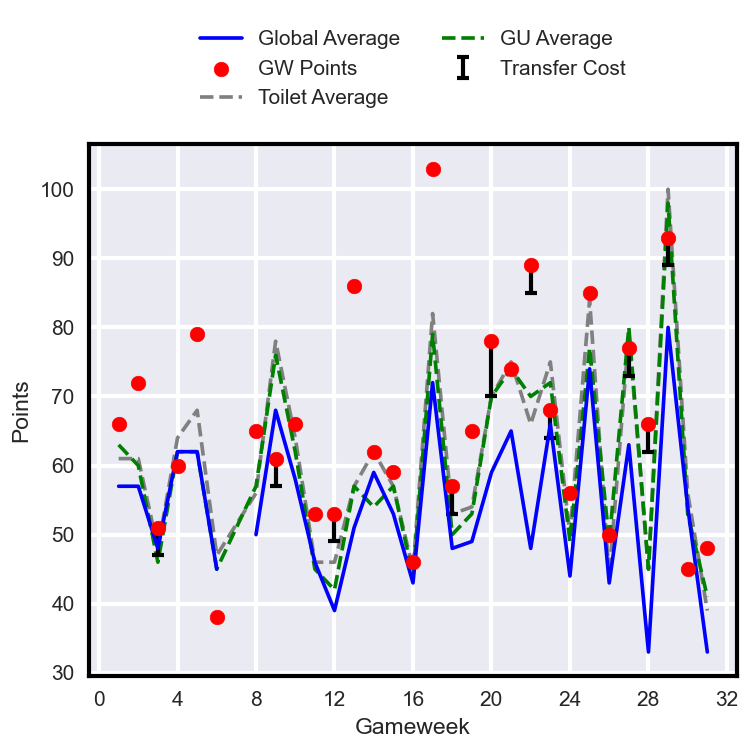 Global Average
GW Points
Toilet Average
GU Average
Transfer Cost
Points
100
90
80
70
60
50
40
30
0 4 8 12 16 20 24 28 32
Gameweek